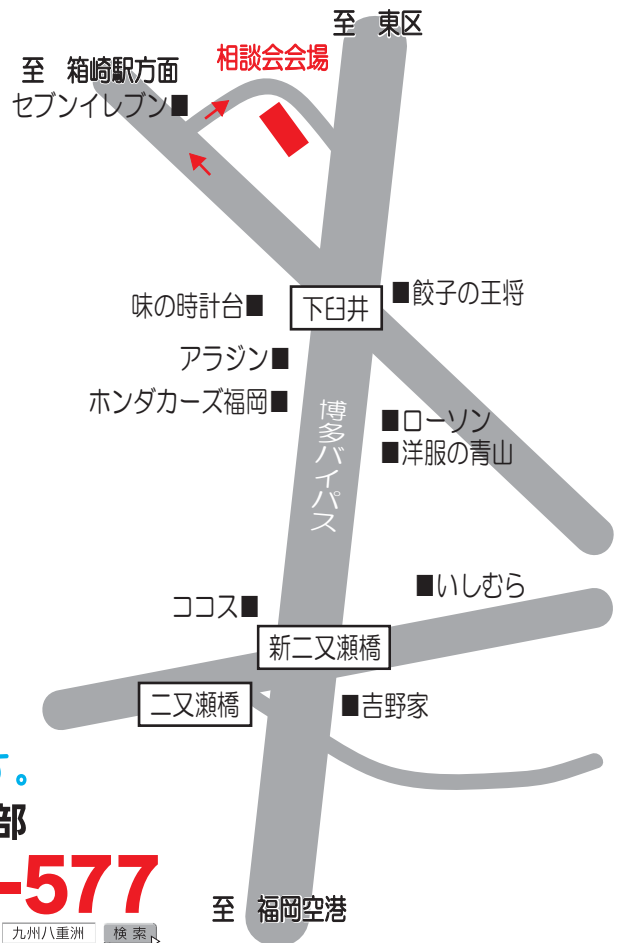 至　東区
相談会会場
至　箱崎駅方面
セブンイレブン■
■餃子の王将
味の時計台■
下臼井
アラジン■
ホンダカーズ福岡■
博多バイパス
■ローソン
■洋服の青山
■いしむら
ココス■
新二又瀬橋
二又瀬橋
■吉野家
す。
部
-577
至　福岡空港
九州八重洲
検 索